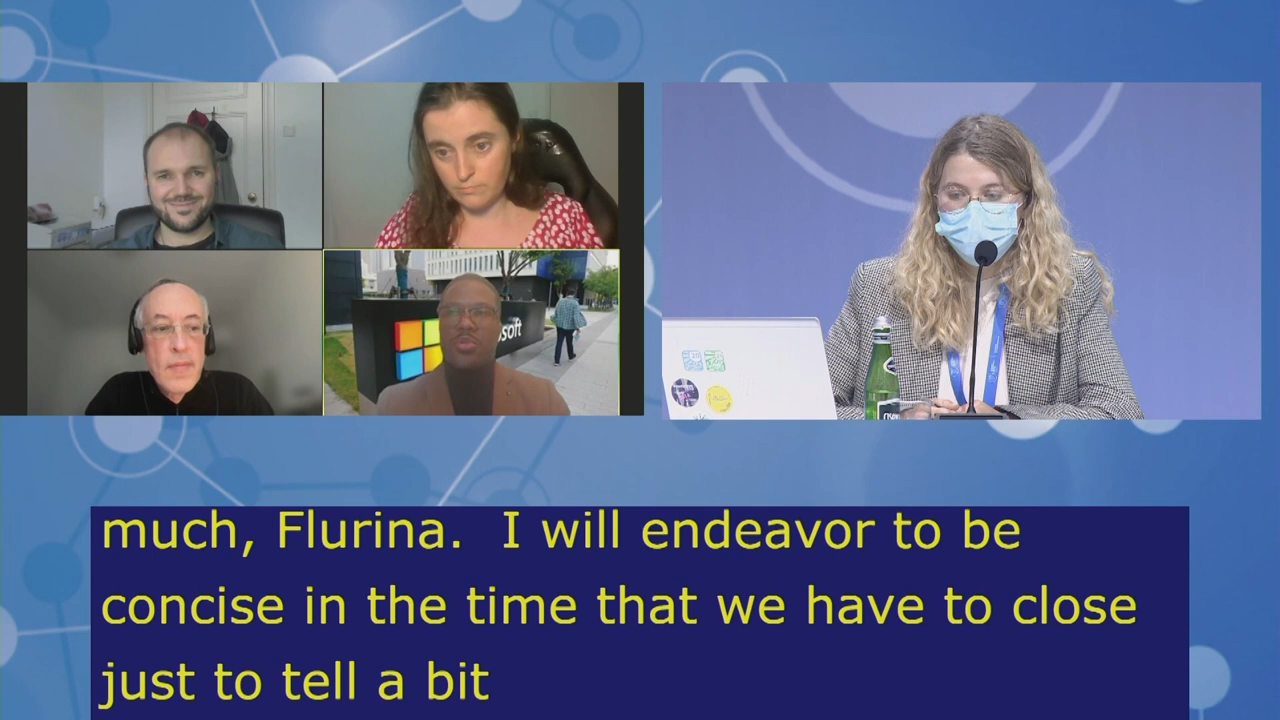 soft
much, Flurina.  I will endeavor to be
concise in the time that we have to close
just to tell a bit